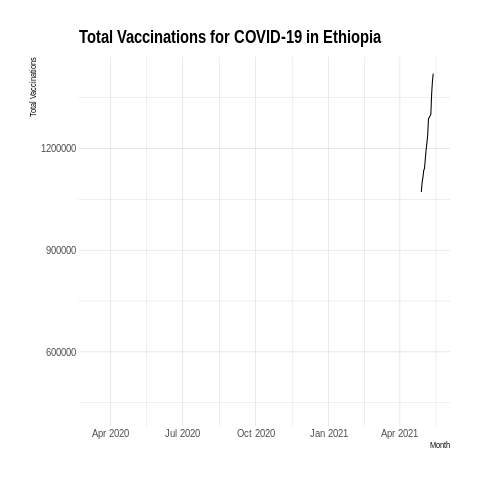 Total Vaccinations for COVID-19 in Ethiopia
Total Vaccinations
1200000
900000
600000
Apr 2020 Jul 2020 Oct 2020 Jan 2021 Apr 2021
Month